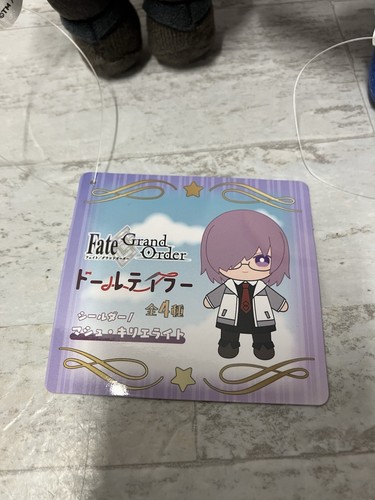 Fate Grand Order
フェイト/グランドオーダー
ドールテイラー
全4種
シールダー/
マシュ・キリエライト